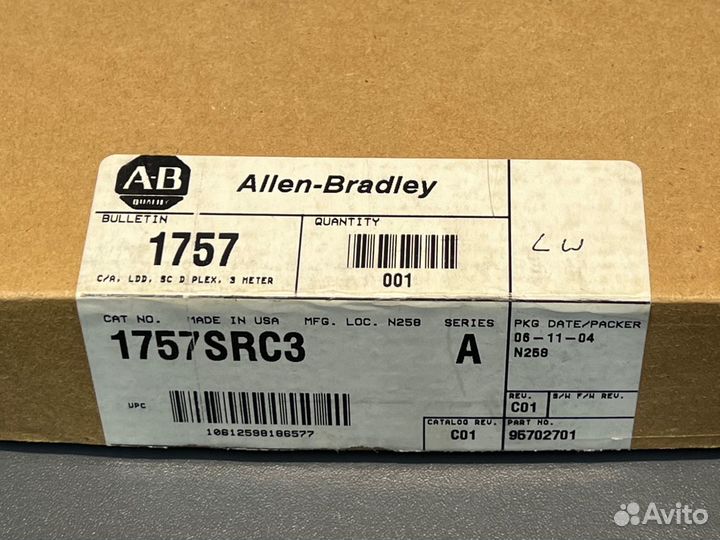 A-B
QUALITY
Allen-Bradley
BULLETIN
1757
C/A, LDD, SC D PLEX, 3 METER
QUANTITY
001
LW
CAT NO. MADE IN USA MFG. LOC. N258 SERIES
1757SRC3 A
UPC
10612598186577
PKG DATE/PACKER
06-11-04
N258
REV. S/W F/W REV.
C01
CATALOG REV. PART NO.
C01 95702701
Avito